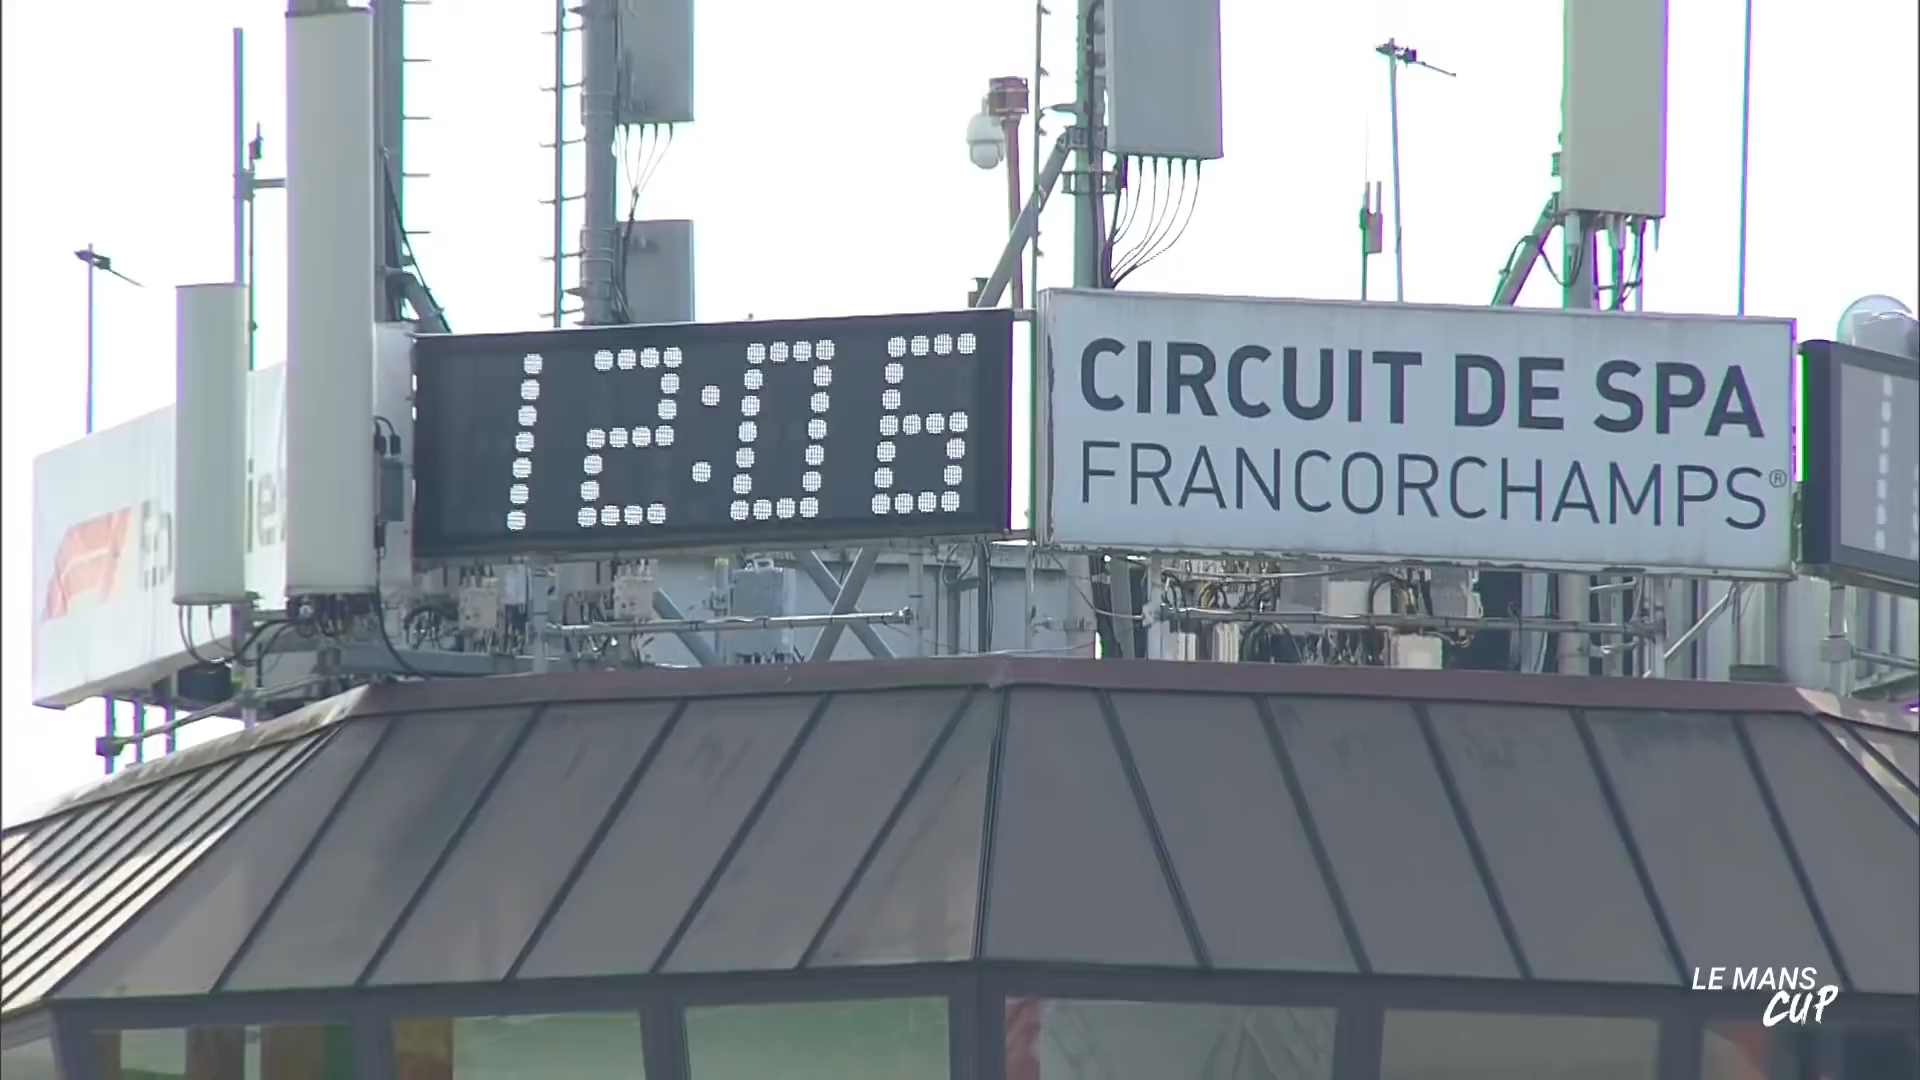 12:06
CIRCUIT DE SPA
FRANCORCHAMPS®
LE MANS
CUP